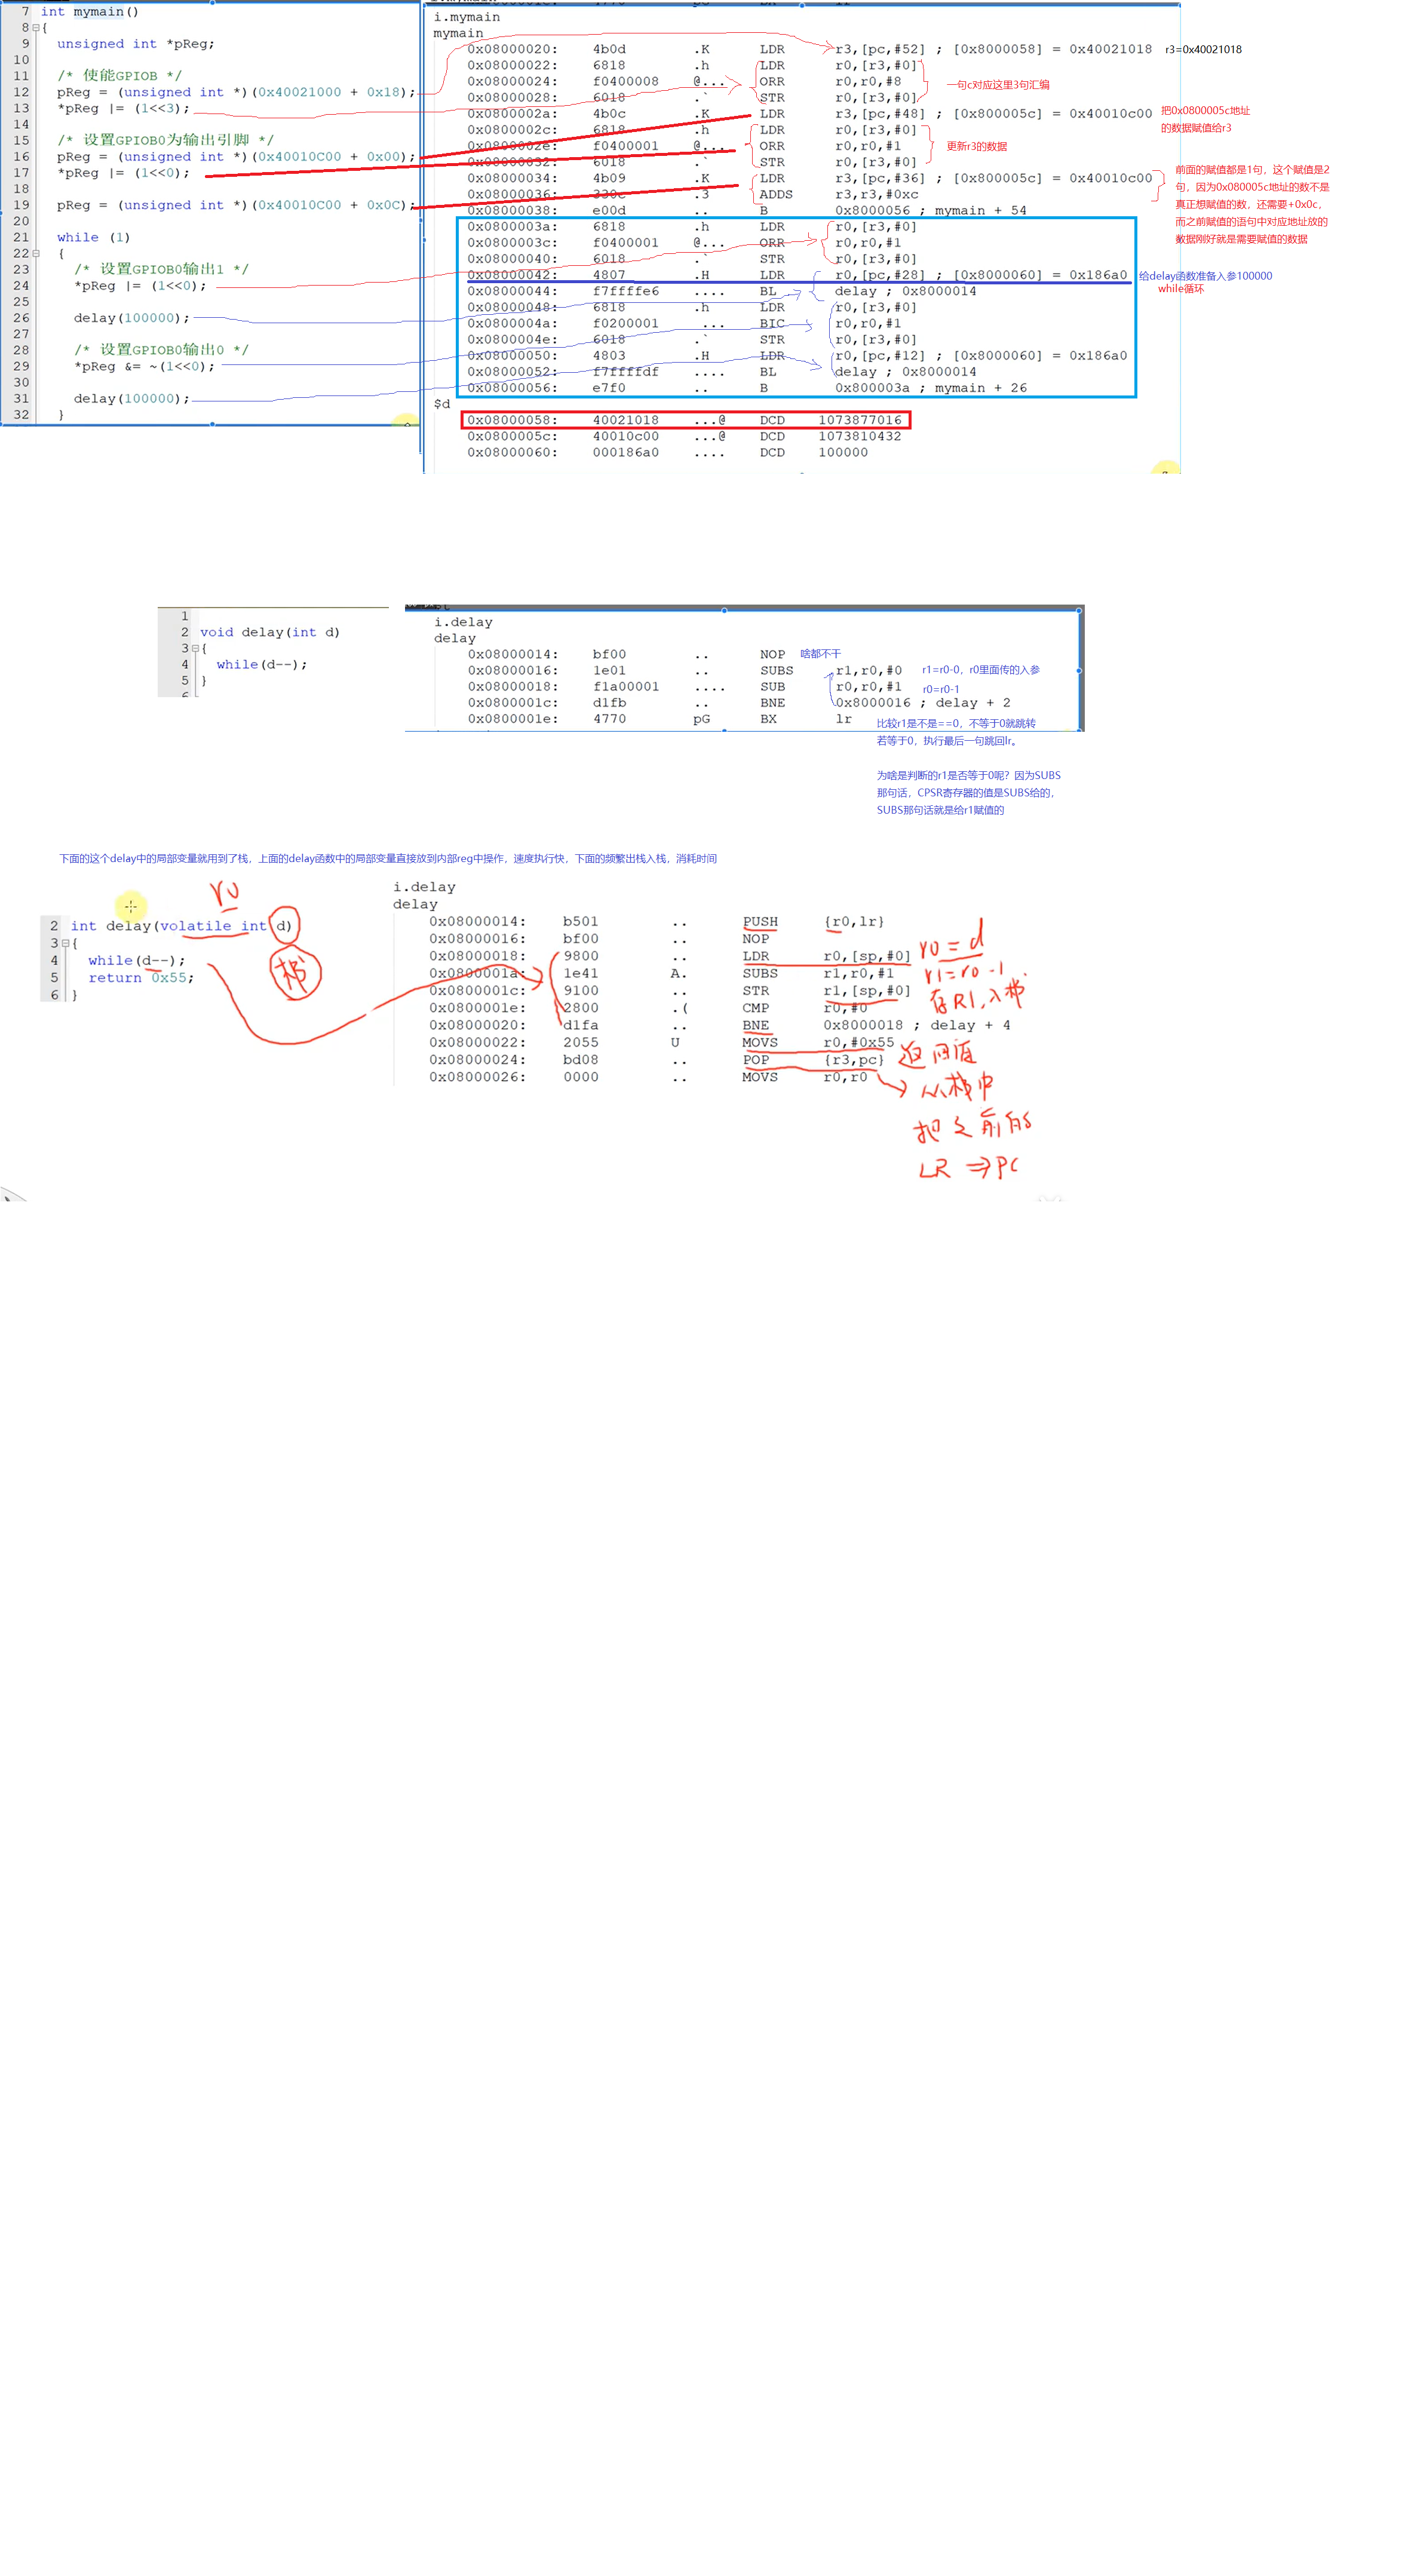 7 int mymain()
8 {
9 unsigned int *pReg;
10
11 /* 使能GPIOB */
12 pReg = (unsigned int *)(0x40021000 + 0x18);
13 *pReg |= (1<<3);
14
15 /* 设置GPIOB0为输出引脚 */
16 pReg = (unsigned int *)(0x40010C00 + 0x00);
17 *pReg |= (1<<0);
18
19 pReg = (unsigned int *)(0x40010C00 + 0x0C);
20
21 while (1)
22 {
23 /* 设置GPIOB0输出1 */
24 *pReg |= (1<<0);
25
26 delay(100000);
27
28 /* 设置GPIOB0输出0 */
29 *pReg &= ~(1<<0);
30
31 delay(100000);
32 }
i.mymain
mymain
0x08000020: 4b0d .K LDR r3,[pc,#52] ; [0x8000058] = 0x40021018 r3=0x40021018
0x08000022: 6818 .h LDR r0,[r3,#0]
0x08000024: f0400008 @... ORR r0,r0,#8
0x08000028: 6018 .` STR r0,[r3,#0]
一句c对应这里3句汇编
0x0800002a: 4b0c .K LDR r3,[pc,#48] ; [0x800005c] = 0x40010c00
把0x0800005c地址
的数据赋值给r3
0x0800002c: 6818 .h LDR r0,[r3,#0]
0x0800002e: f0400001 @... ORR r0,r0,#1
0x08000032: 6018 .` STR r0,[r3,#0]
更新r3的数据
0x08000034: 4b09 .K LDR r3,[pc,#36] ; [0x800005c] = 0x40010c00
0x08000036: 330c .3 ADDS r3,r3,#0xc
前面的赋值都是1句，这个赋值是2
句，因为0x080005c地址的数不是
真正想赋值的数，还需要+0x0c，
而之前赋值的语句中对应地址放的
数据刚好就是需要赋值的数据
0x08000038: e00d .. B 0x8000056 ; mymain + 54
0x0800003a: 6818 .h LDR r0,[r3,#0]
0x0800003c: f0400001 @... ORR r0,r0,#1
0x08000040: 6018 .` STR r0,[r3,#0]
0x08000042: 4807 .H LDR r0,[pc,#28] ; [0x8000060] = 0x186a0
给delay函数准备入参100000
while循环
0x08000044: f7ffffe6 .... BL delay ; 0x8000014
0x08000048: 6818 .h LDR r0,[r3,#0]
0x0800004a: f0200001 ... BIC r0,r0,#1
0x0800004e: 6018 .` STR r0,[r3,#0]
0x08000050: 4803 .H LDR r0,[pc,#12] ; [0x8000060] = 0x186a0
0x08000052: f7ffffdf .... BL delay ; 0x8000014
0x08000056: e7f0 .. B 0x800003a ; mymain + 26
$d
0x08000058: 40021018 ...@ DCD 1073877016
0x0800005c: 40010c00 ...@ DCD 1073810432
0x08000060: 000186a0 .... DCD 100000
1
2 void delay(int d)
3 {
4 while(d--);
5 }
6
i.delay
delay
0x08000014: bf00 .. NOP 啥都不干
0x08000016: 1e01 .. SUBS r1,r0,#0 r1=r0-0，r0里面传的入参
0x08000018: f1a00001 .... SUB r0,r0,#1 r0=r0-1
0x0800001c: d1fb .. BNE 0x8000016 ; delay + 2
0x0800001e: 4770 pG BX lr
比较r1是不是==0，不等于0就跳转
若等于0，执行最后一句跳回lr。
为啥是判断的r1是否等于0呢？因为SUBS
那句话，CPSR寄存器的值是SUBS给的，
SUBS那句话就是给r1赋值的
下面的这个delay中的局部变量就用到了栈，上面的delay函数中的局部变量直接放到内部reg中操作，速度执行快，下面的频繁出栈入栈，消耗时间
r0
2 int delay(volatile int d)
3 {
4 while(d--);
5 return 0x55;
6 }
栈
i.delay
delay
0x08000014: b501 .. PUSH {r0,lr}
0x08000016: bf00 .. NOP
0x08000018: 9800 .. LDR r0,[sp,#0] r0=d
0x0800001a: 1e41 A. SUBS r1,r0,#1 r1=r0-1
0x0800001c: 9100 .. STR r1,[sp,#0] 存R1入栈
0x0800001e: 2800 .( CMP r0,#0
0x08000020: d1fa .. BNE 0x8000018 ; delay + 4
0x08000022: 2055 U MOVS r0,#0x55 返回值
0x08000024: bd08 .. POP {r3,pc}
0x08000026: 0000 .. MOVS r0,r0
从栈中
把之前的
LR ⇒ PC